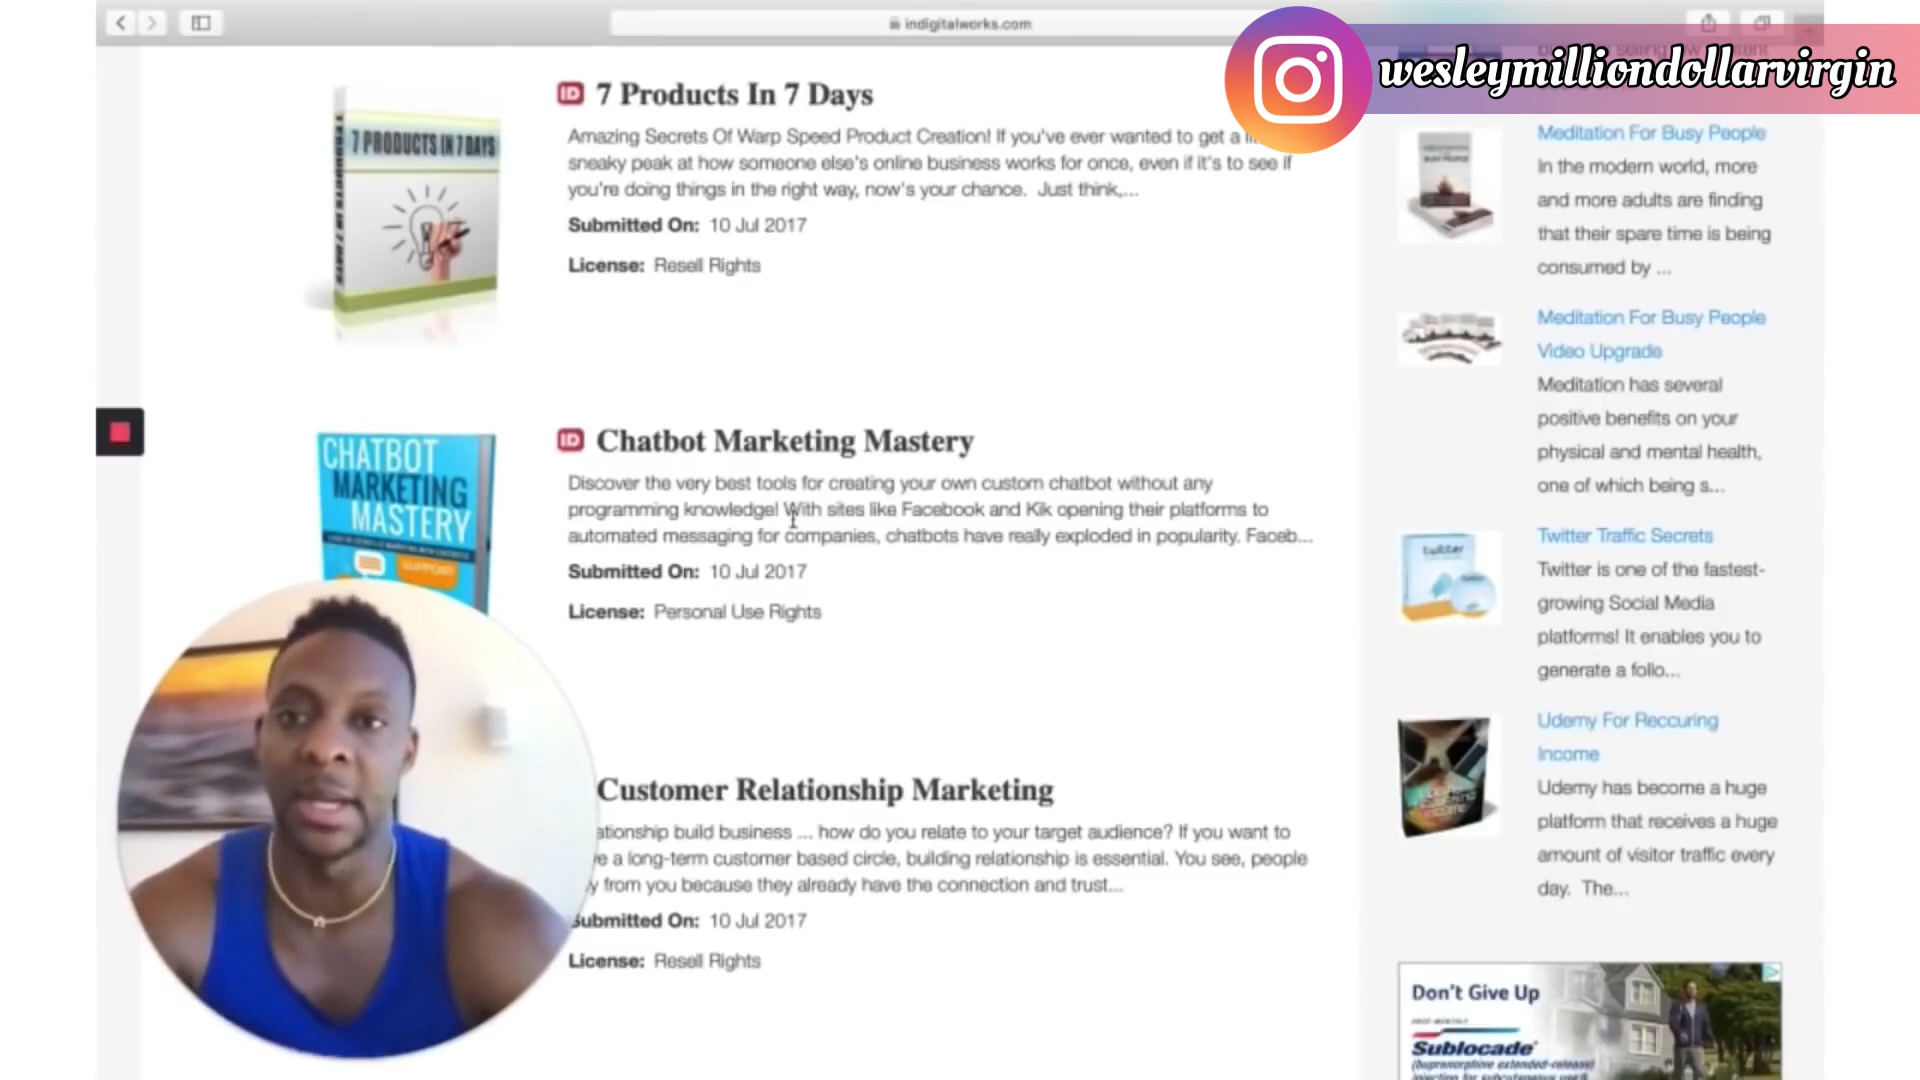 indigitalworks.com
wesleymilliondollarvirgin
ID 7 Products In 7 Days
Amazing Secrets Of Warp Speed Product Creation! If you've ever wanted to get a
sneaky peak at how someone else's online business works for once, even if it's to see if
you're doing things in the right way, now's your chance. Just think,...
Submitted On: 10 Jul 2017
License: Resell Rights
7 PRODUCTS IN 7 DAYS
7 PRODUCTS IN 7 DAYS
ID Chatbot Marketing Mastery
Discover the very best tools for creating your own custom chatbot without any
programming knowledge! With sites like Facebook and Kik opening their platforms to
automated messaging for companies, chatbots have really exploded in popularity. Faceb...
Submitted On: 10 Jul 2017
License: Personal Use Rights
CHATBOT
MARKETING
MASTERY
Customer Relationship Marketing
ationship build business ... how do you relate to your target audience? If you want to
e a long-term customer based circle, building relationship is essential. You see, people
y from you because they already have the connection and trust...
Submitted On: 10 Jul 2017
License: Resell Rights
Meditation For Busy People
In the modern world, more
and more adults are finding
that their spare time is being
consumed by ...
Meditation For Busy People
Video Upgrade
Meditation has several
positive benefits on your
physical and mental health,
one of which being s...
Twitter Traffic Secrets
Twitter is one of the fastest-
growing Social Media
platforms! It enables you to
generate a follo...
twitter
Udemy For Reccuring
Income
Udemy has become a huge
platform that receives a huge
amount of visitor traffic every
day. The...
Don't Give Up
Sublocade
(buprenorphine extended-release)